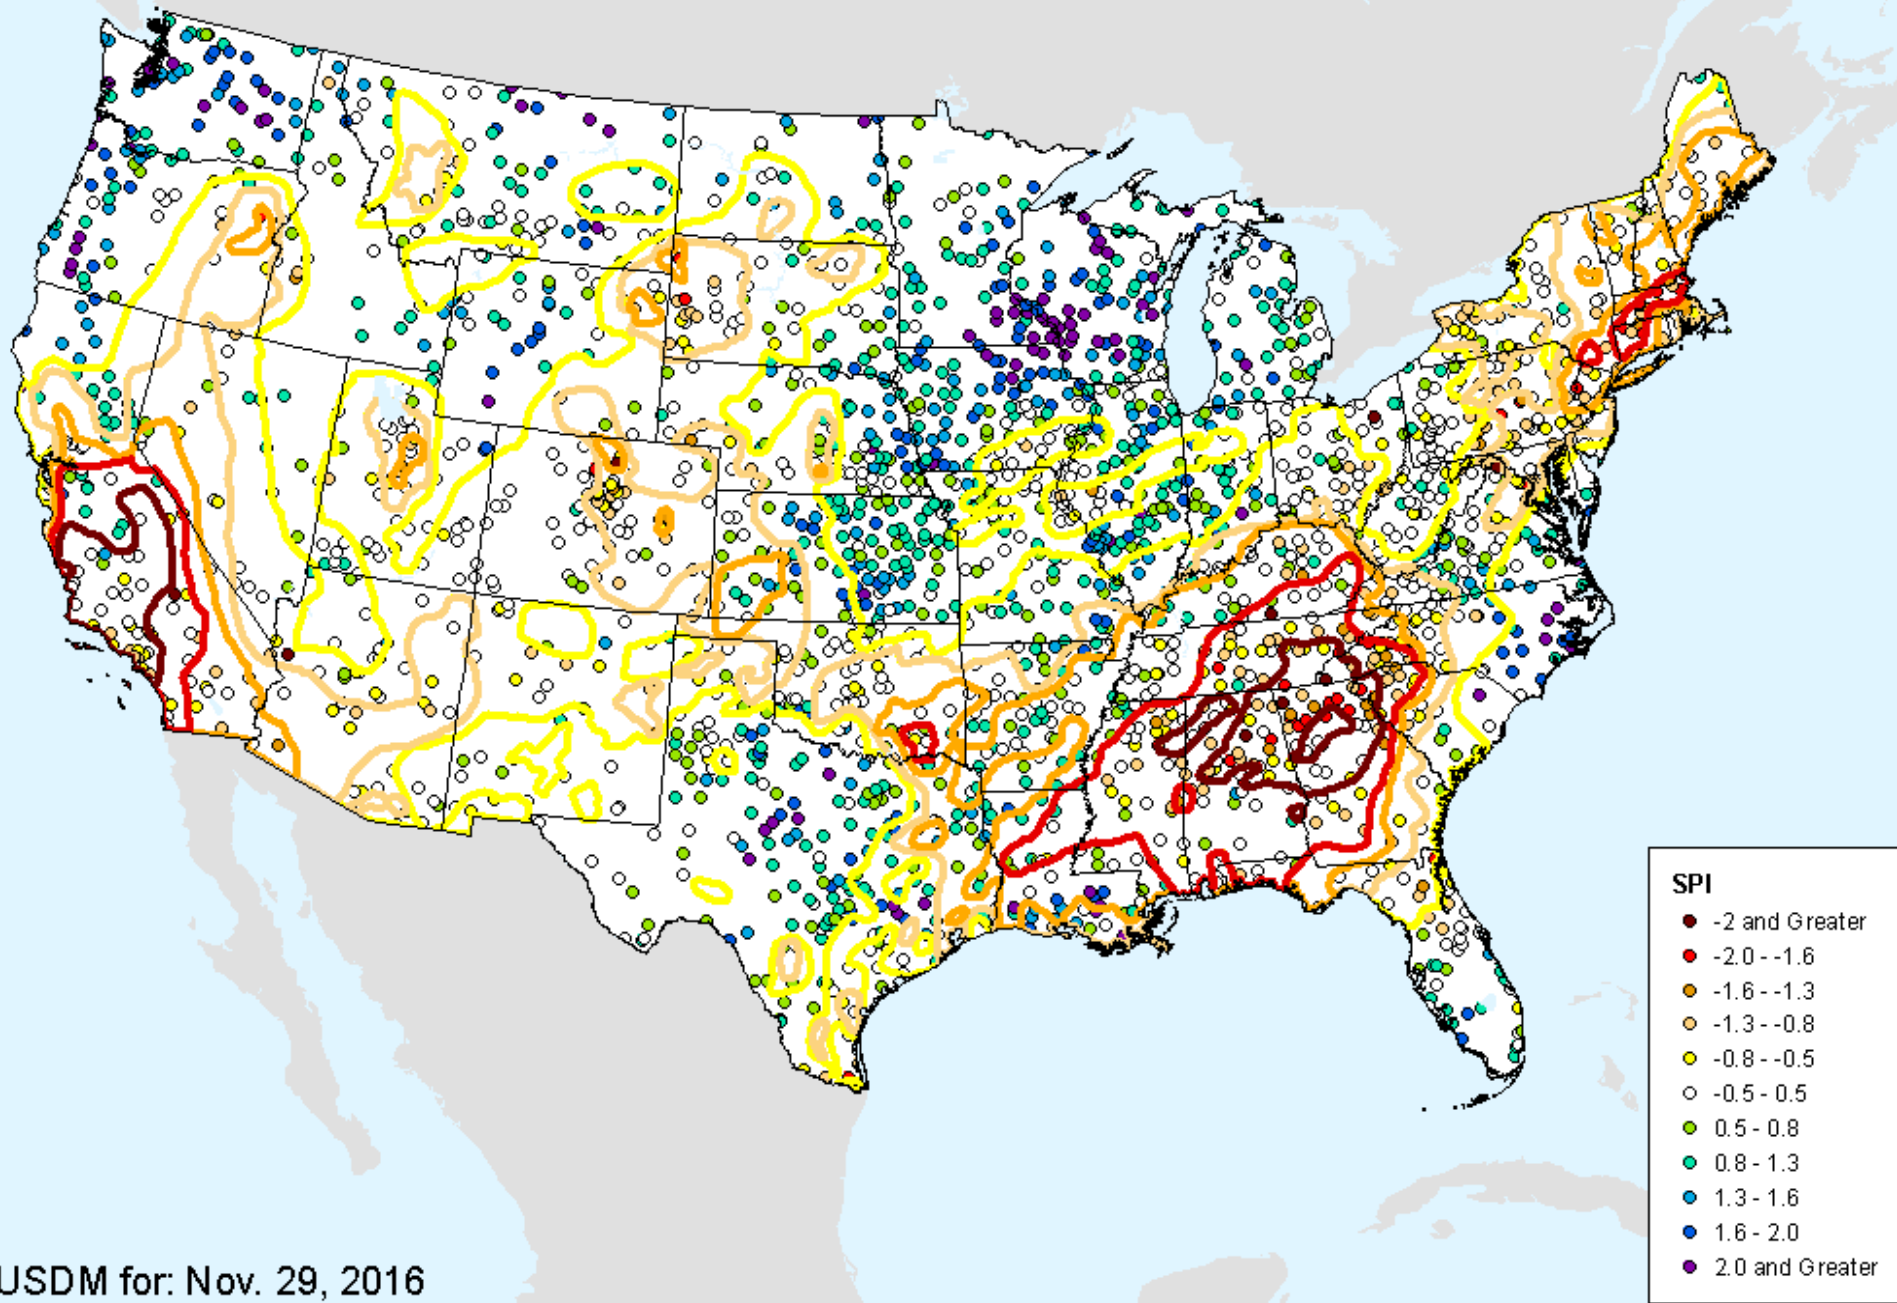 SPI
-2 and Greater
-2.0 - -1.6
-1.6 - -1.3
-1.3 - -0.8
-0.8 - -0.5
-0.5 - 0.5
0.5 - 0.8
0.8 - 1.3
1.3 - 1.6
1.6 - 2.0
2.0 and Greater
USDM for: Nov. 29, 2016